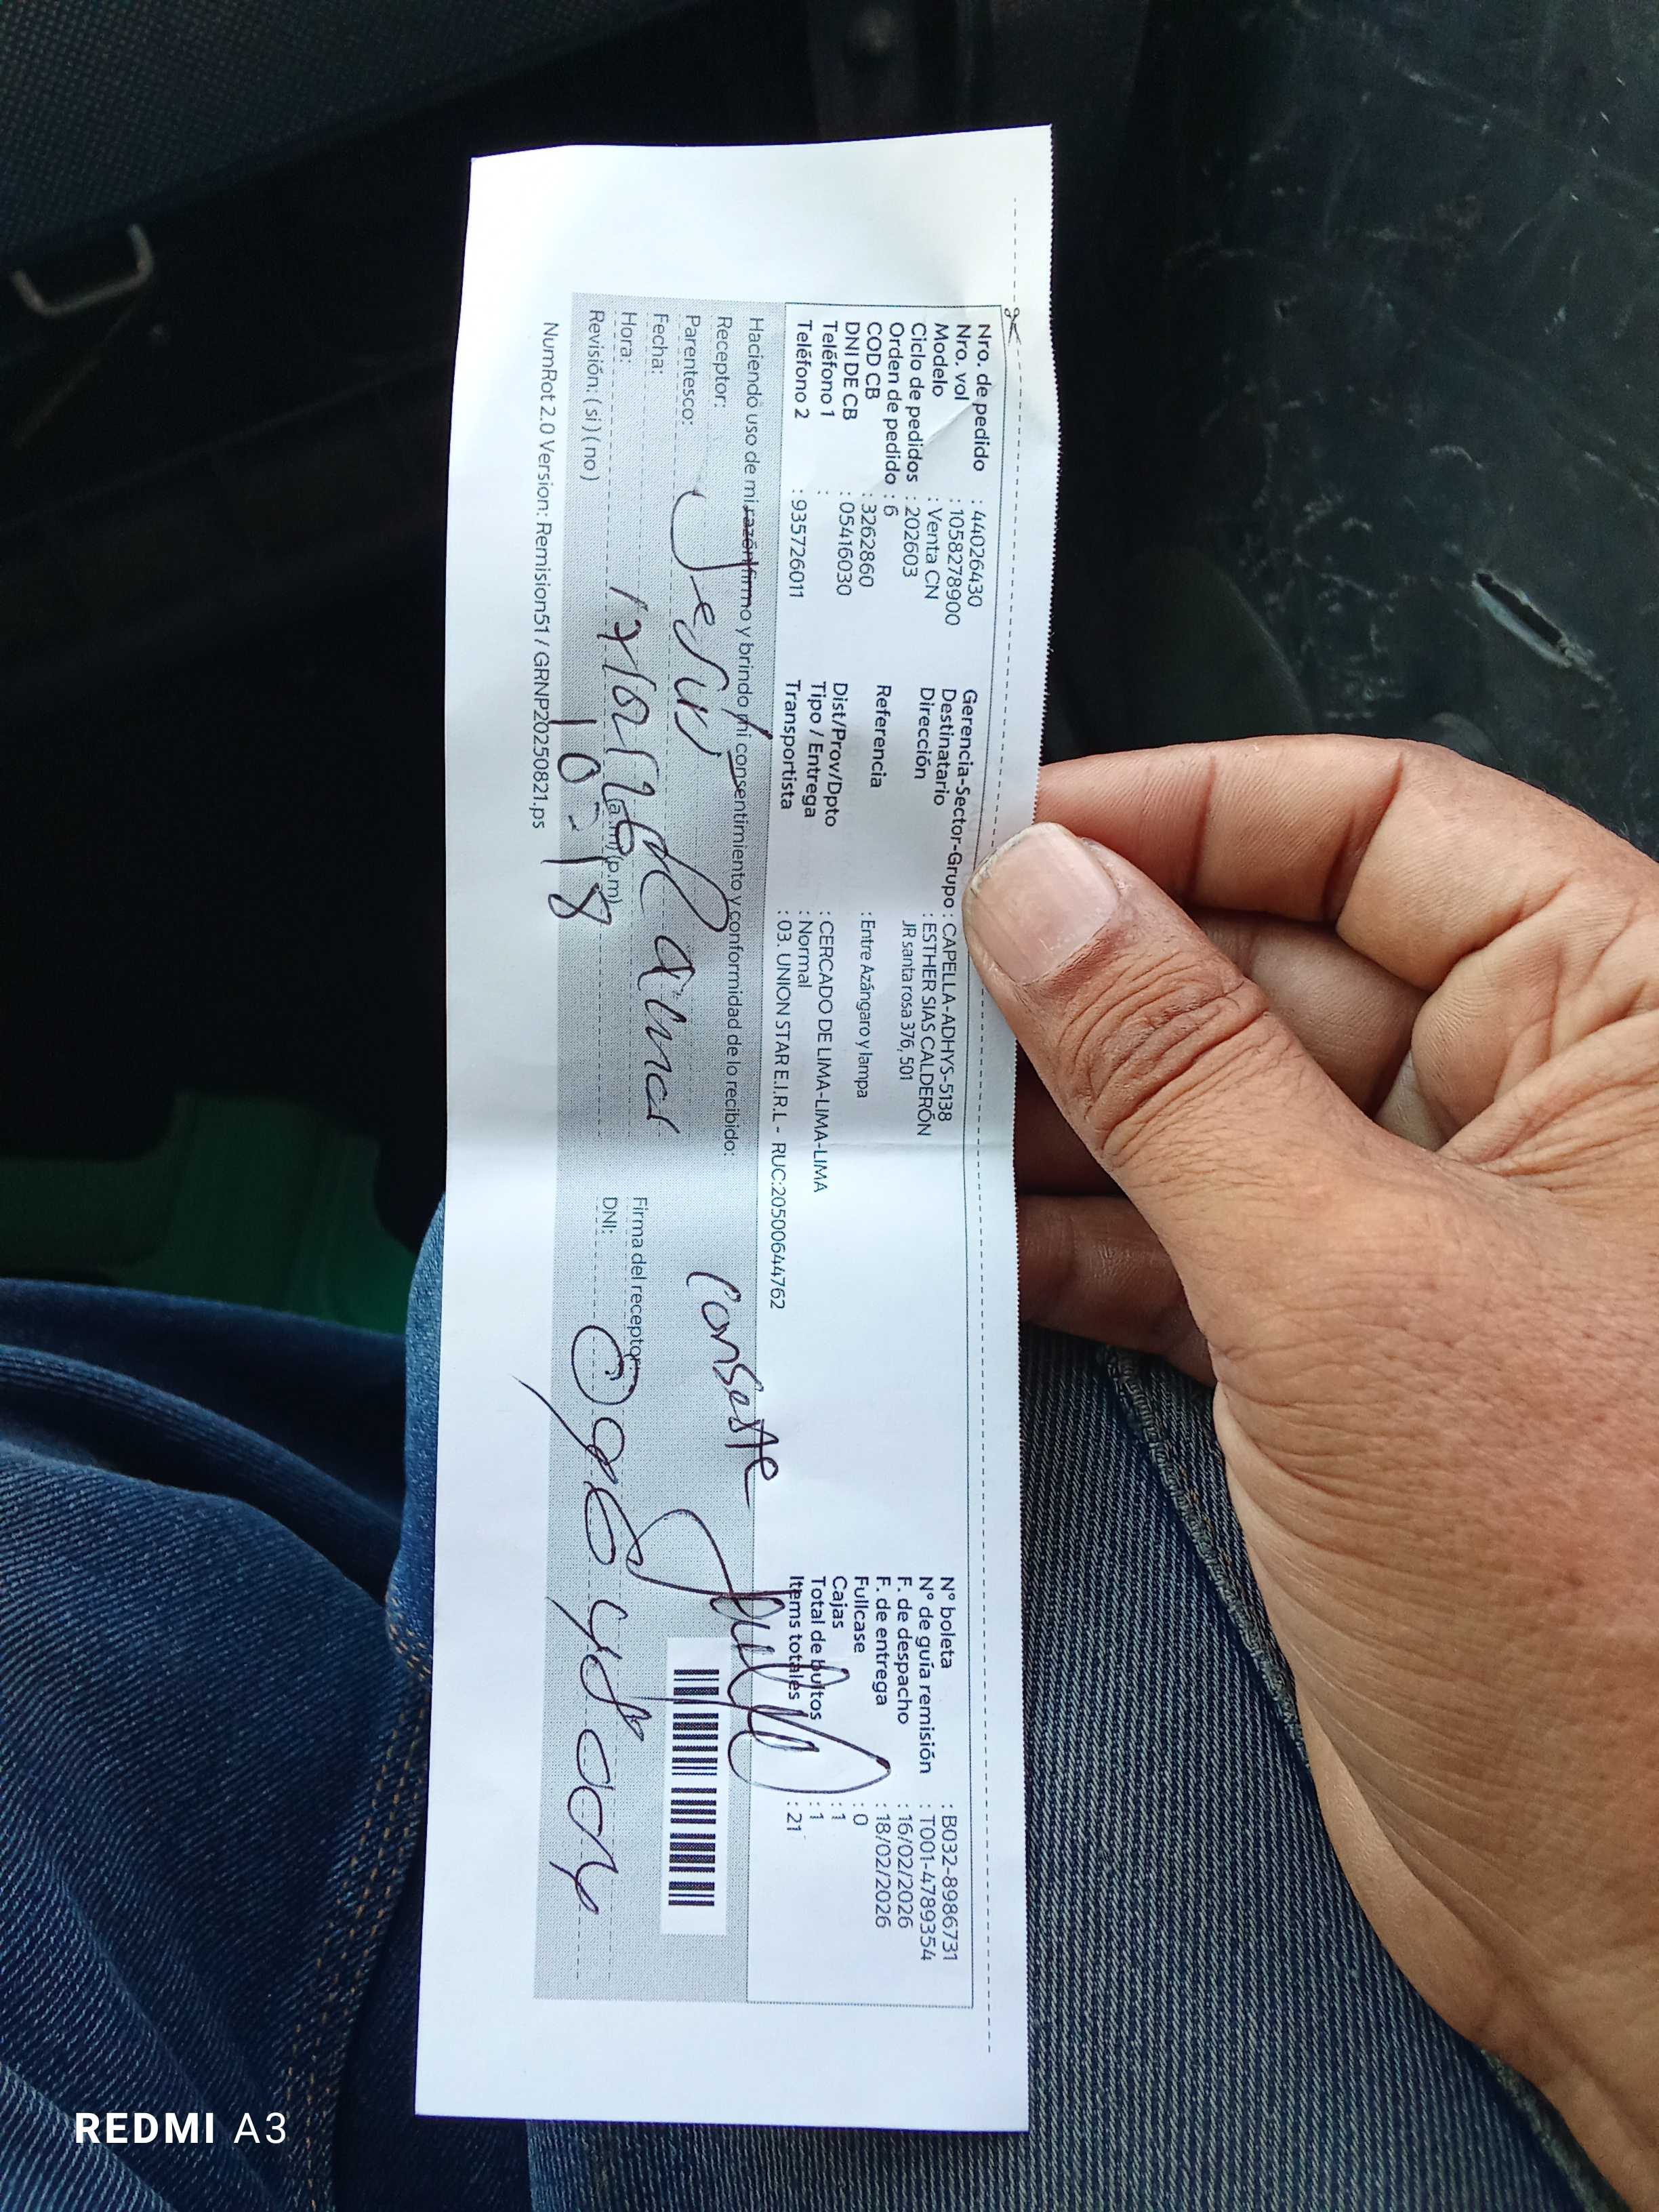 Nro. de pedido : 44026430
Nro. vol : 1058278900
Modelo : Venta CN
Ciclo de pedidos : 202603
Orden de pedido : 6
COD CB : 3262860
DNI DE CB : 05416030
Teléfono 1 :
Teléfono 2 : 935726011
Gerencia-Sector-Grupo : CAPELLA-ADHYS-5138
Destinatario : ESTHER SIAS CALDERÓN
Dirección JR santa rosa 376, 501
Referencia : Entre Azángaro y lampa
Dist/Prov/Dpto : CERCADO DE LIMA-LIMA-LIMA
Tipo / Entrega : Normal
Transportista : 03. UNION STAR E.I.R.L - RUC:20500644762
N° boleta : B032-8986731
N° de guía remisión : T001-4789354
F. de despacho : 16/02/2026
F. de entrega : 18/02/2026
Fullcase : 0
Cajas : 1
Total de bultos : 1
Items totales : 21
Haciendo uso de mi razón firmo y brindo mi consentimiento y conformidad de lo recibido:
Receptor:
Parentesco: Jesus
Fecha:
Hora: (a.m) (p.m)
10-18
Revisión: ( si ) ( no )
Firma del receptor:
DNI:
NumRot 2.0 Version: Remision51 / GRNP20250821.ps
REDMI A3